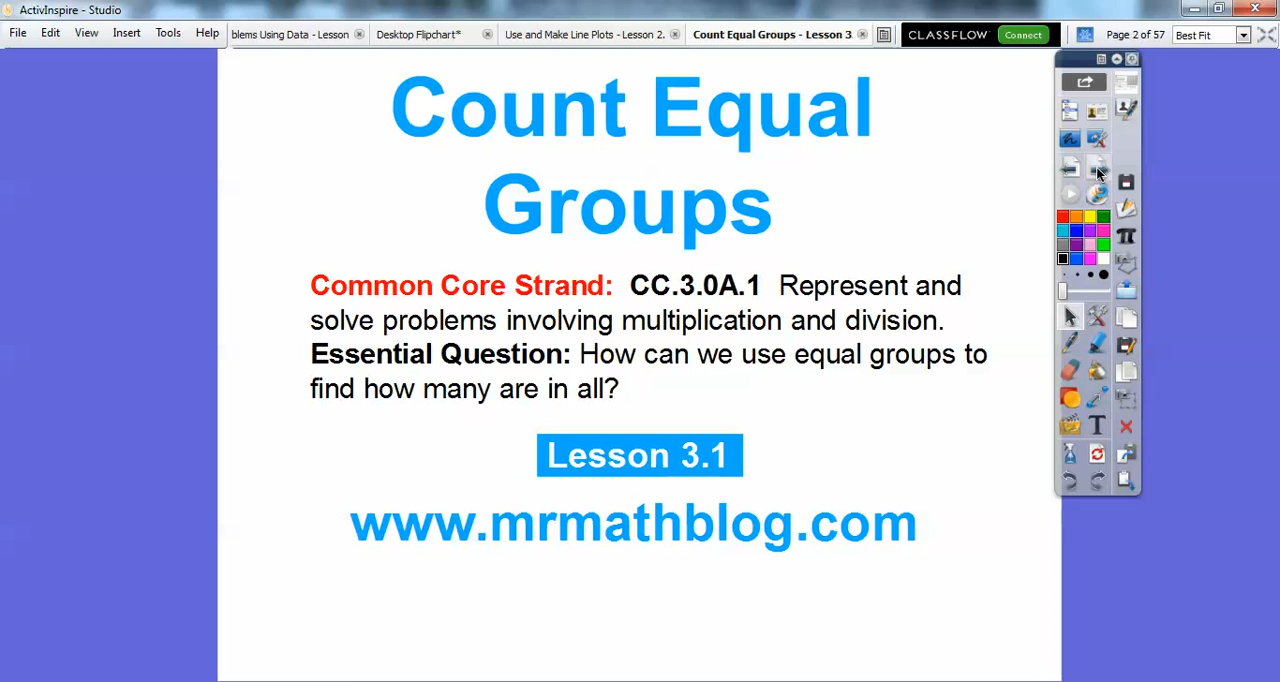 ActivInspire - Studio
File Edit View Insert Tools Help
blems Using Data - Lesson
Desktop Flipchart*
Use and Make Line Plots - Lesson 2.
Count Equal Groups - Lesson 3
CLASSFLOW Connect
Page 2 of 57
Best Fit
Count Equal
Groups
Common Core Strand: CC.3.0A.1 Represent and
solve problems involving multiplication and division.
Essential Question: How can we use equal groups to
find how many are in all?
Lesson 3.1
www.mrmathblog.com